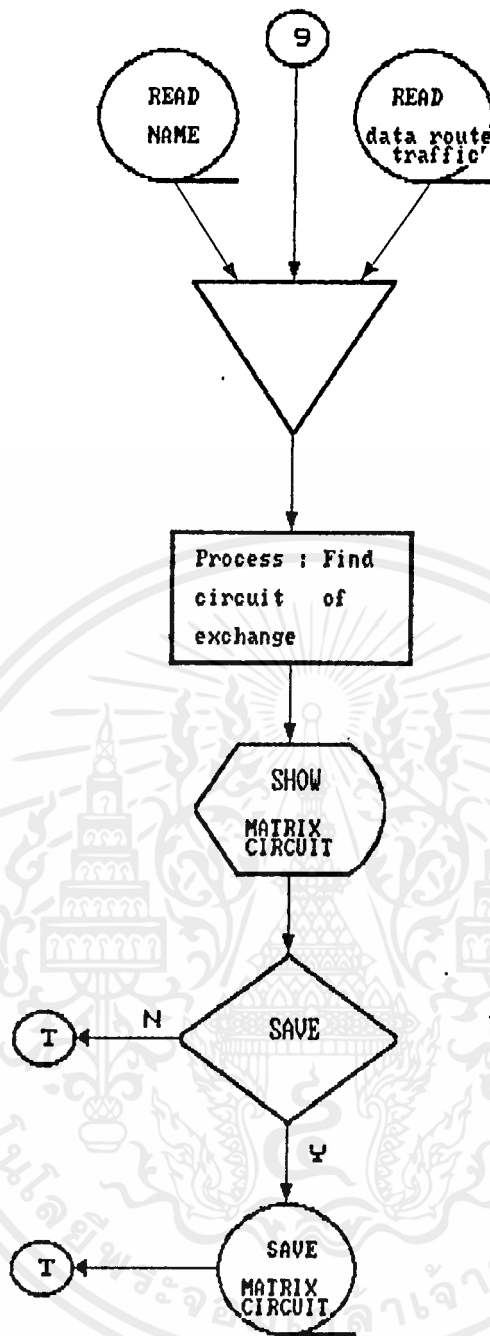 9
READ
NAME
READ
data route
traffic
Process : Find
circuit of
exchange
SHOW
MATRIX
CIRCUIT
SAVE
N
T
Y
SAVE
MATRIX
CIRCUIT
T